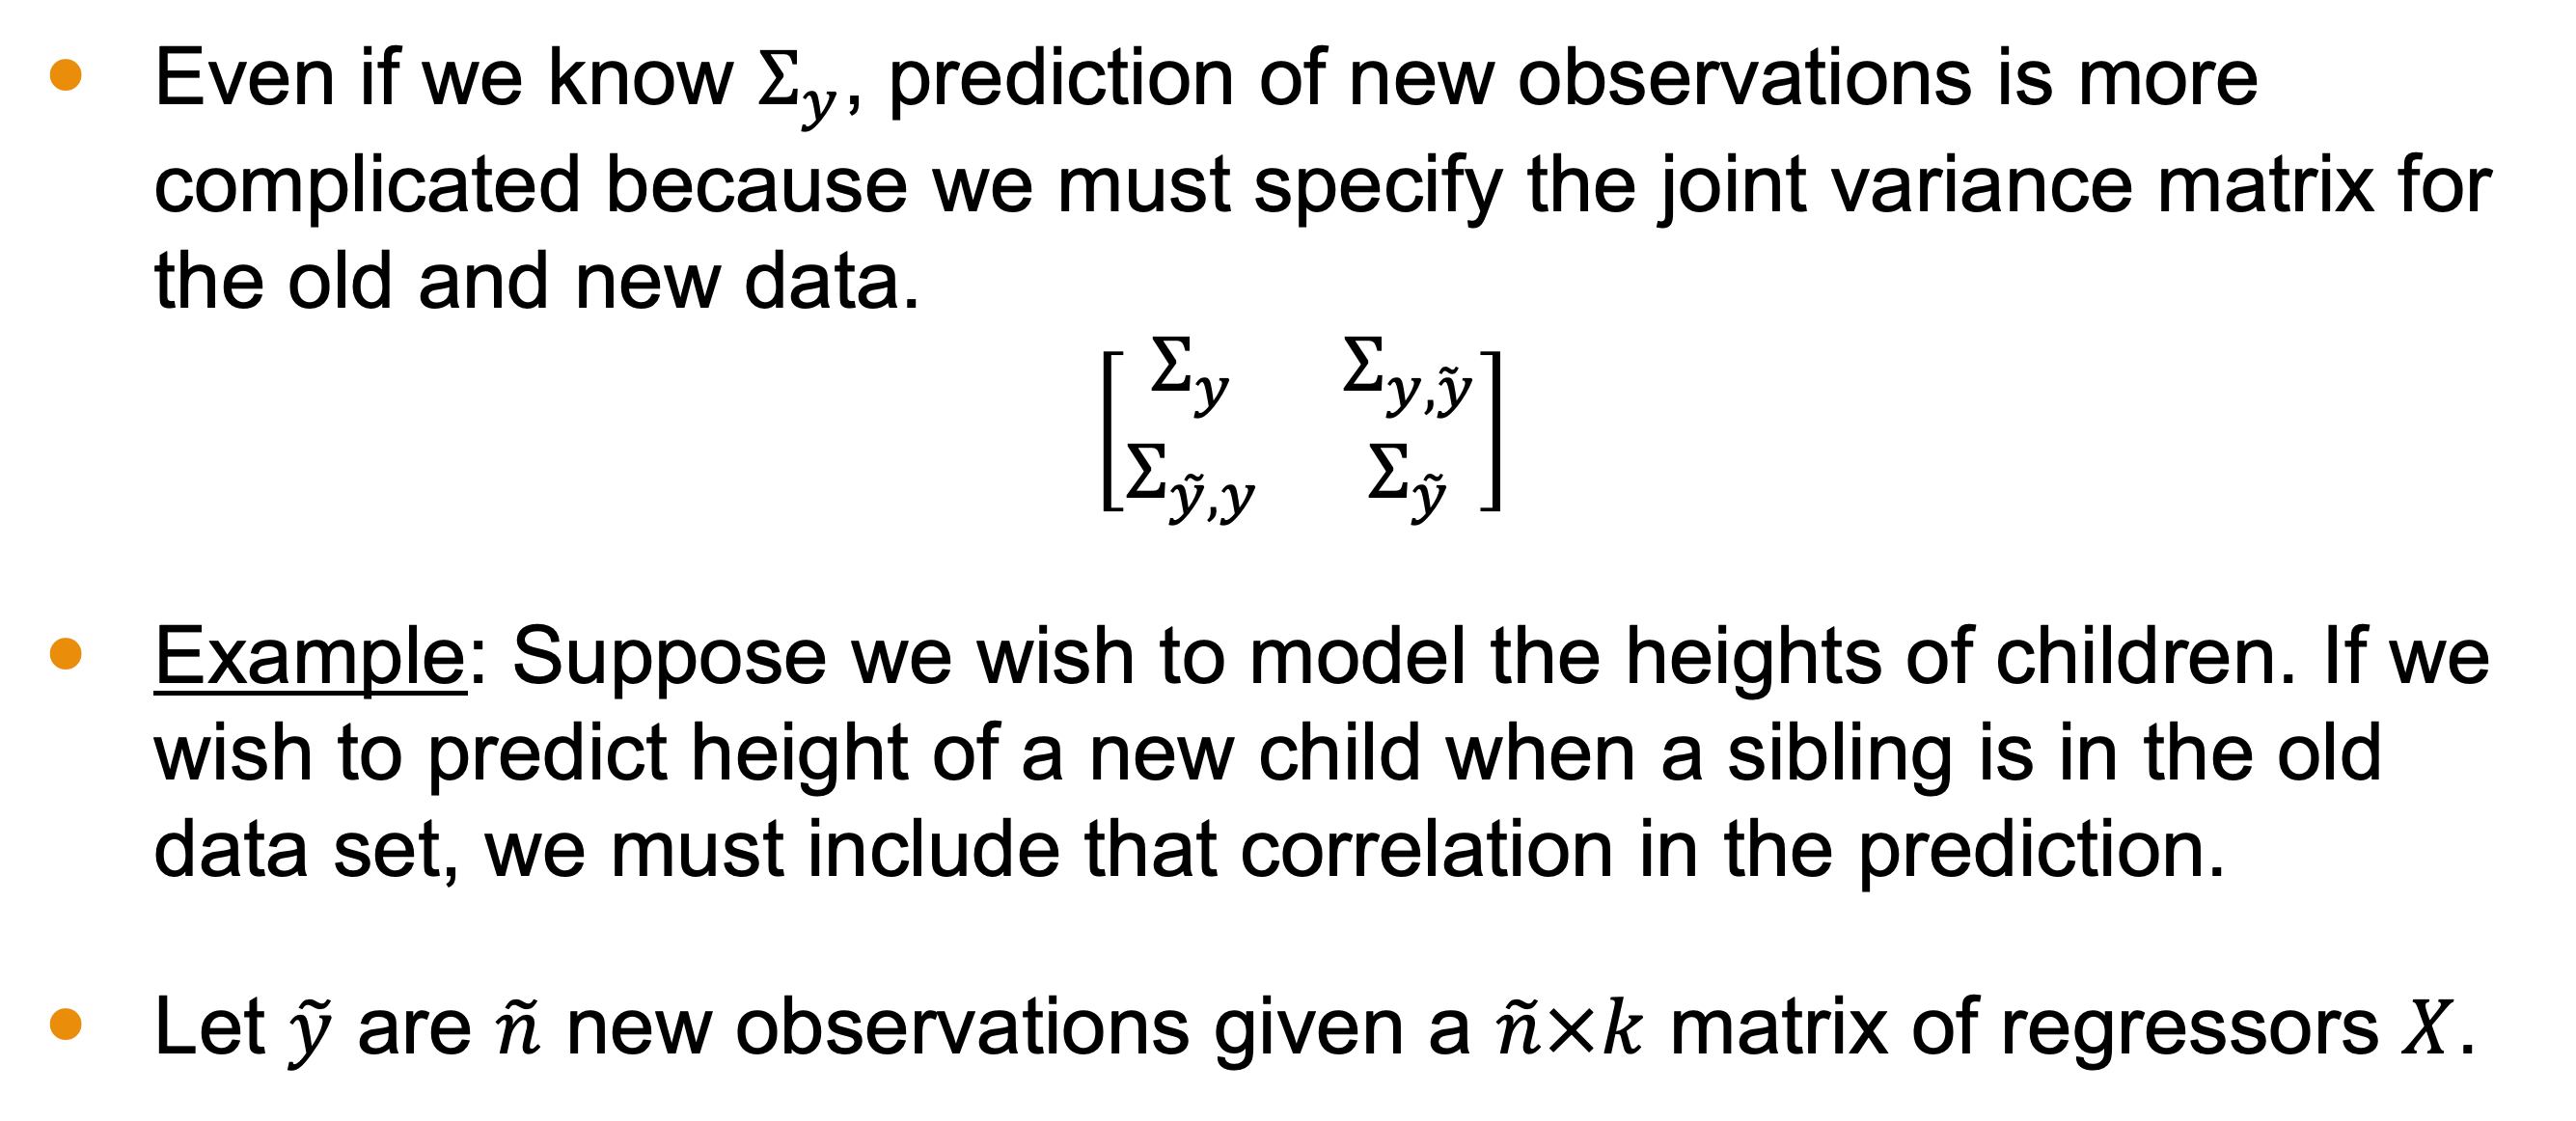 • Even if we know Σ_y, prediction of new observations is more
complicated because we must specify the joint variance matrix for
the old and new data.
[Σ_y Σ_{y,ỹ}
Σ_{ỹ,y} Σ_ỹ]
• Example: Suppose we wish to model the heights of children. If we
wish to predict height of a new child when a sibling is in the old
data set, we must include that correlation in the prediction.
• Let ỹ are ñ new observations given a ñ×k matrix of regressors X.